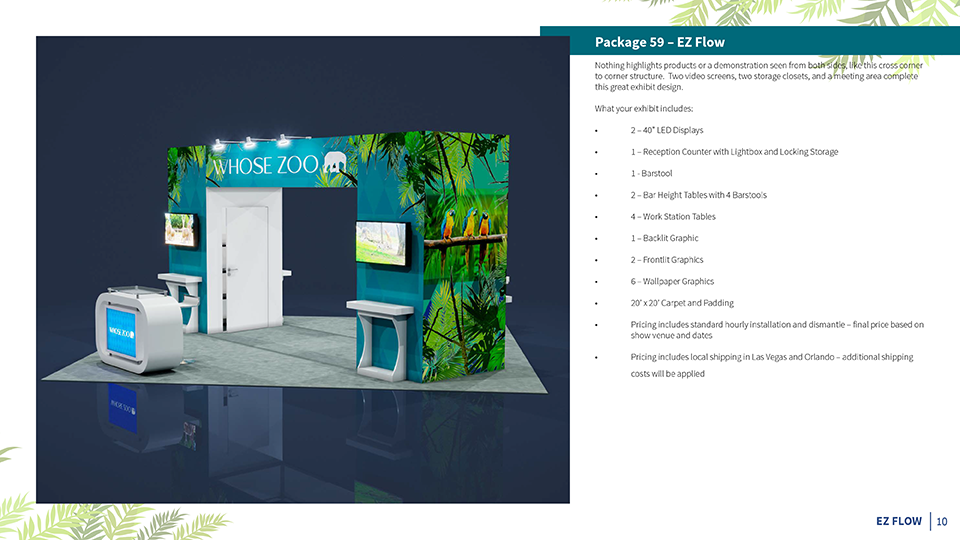 Package 59 – EZ Flow
Nothing highlights products or a demonstration seen from both sides, like this cross corner
to corner structure. Two video screens, two storage closets, and a meeting area complete
this great exhibit design.
What your exhibit includes:
• 2 – 40" LED Displays
• 1 – Reception Counter with Lightbox and Locking Storage
• 1 - Barstool
• 2 – Bar Height Tables with 4 Barstools
• 4 – Work Station Tables
• 1 – Backlit Graphic
• 2 – Frontlit Graphics
• 6 – Wallpaper Graphics
• 20' x 20' Carpet and Padding
• Pricing includes standard hourly installation and dismantle – final price based on
show venue and dates
• Pricing includes local shipping in Las Vegas and Orlando – additional shipping
costs will be applied
WHOSE ZOO
WHOSE ZOO
EZ FLOW
10